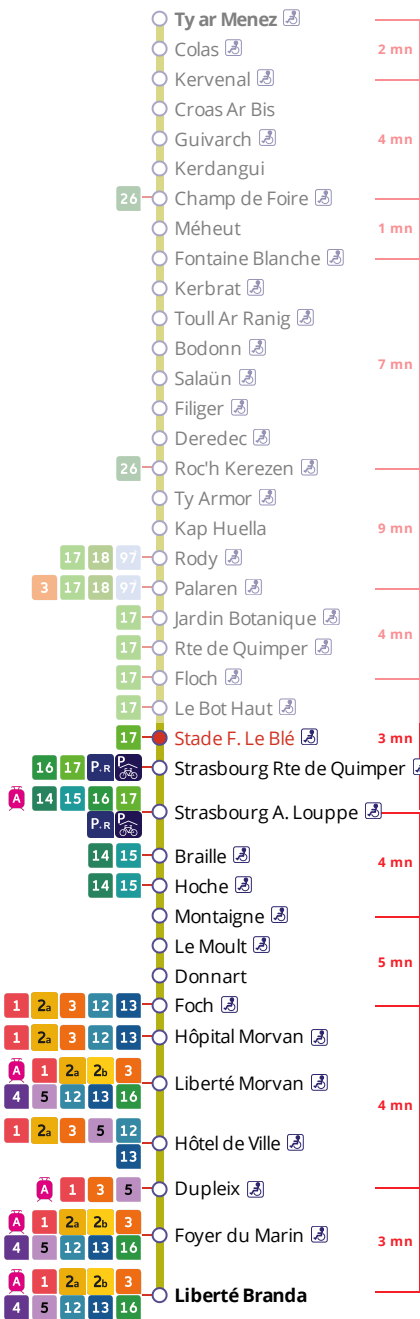 Ty ar Menez
Colas
2 mn
Kervenal
Croas Ar Bis
Guivarch
4 mn
Kerdangui
26 Champ de Foire
Méheut
1 mn
Fontaine Blanche
Kerbrat
Toull Ar Ranig
Bodonn
7 mn
Salaün
Filiger
Deredec
26 Roc'h Kerezen
Ty Armor
Kap Huella
9 mn
17 18 97 Rody
3 17 18 97 Palaren
17 Jardin Botanique
4 mn
17 Rte de Quimper
17 Floch
17 Le Bot Haut
17 Stade F. Le Blé 3 mn
16 17 P.R P Strasbourg Rte de Quimper
A 14 15 16 17
P.R P Strasbourg A. Louppe
14 15 Braille
4 mn
14 15 Hoche
Montaigne
Le Moult
5 mn
Donnart
1 2a 3 12 13 Foch
1 2a 3 12 13 Hôpital Morvan
A 1 2a 2b 3
4 5 12 13 16 Liberté Morvan
4 mn
1 2a 3 5 12
13 Hôtel de Ville
A 1 3 5 Dupleix
A 1 2a 2b 3
4 5 12 13 16 Foyer du Marin
3 mn
A 1 2a 2b 3
4 5 12 13 16 Liberté Branda